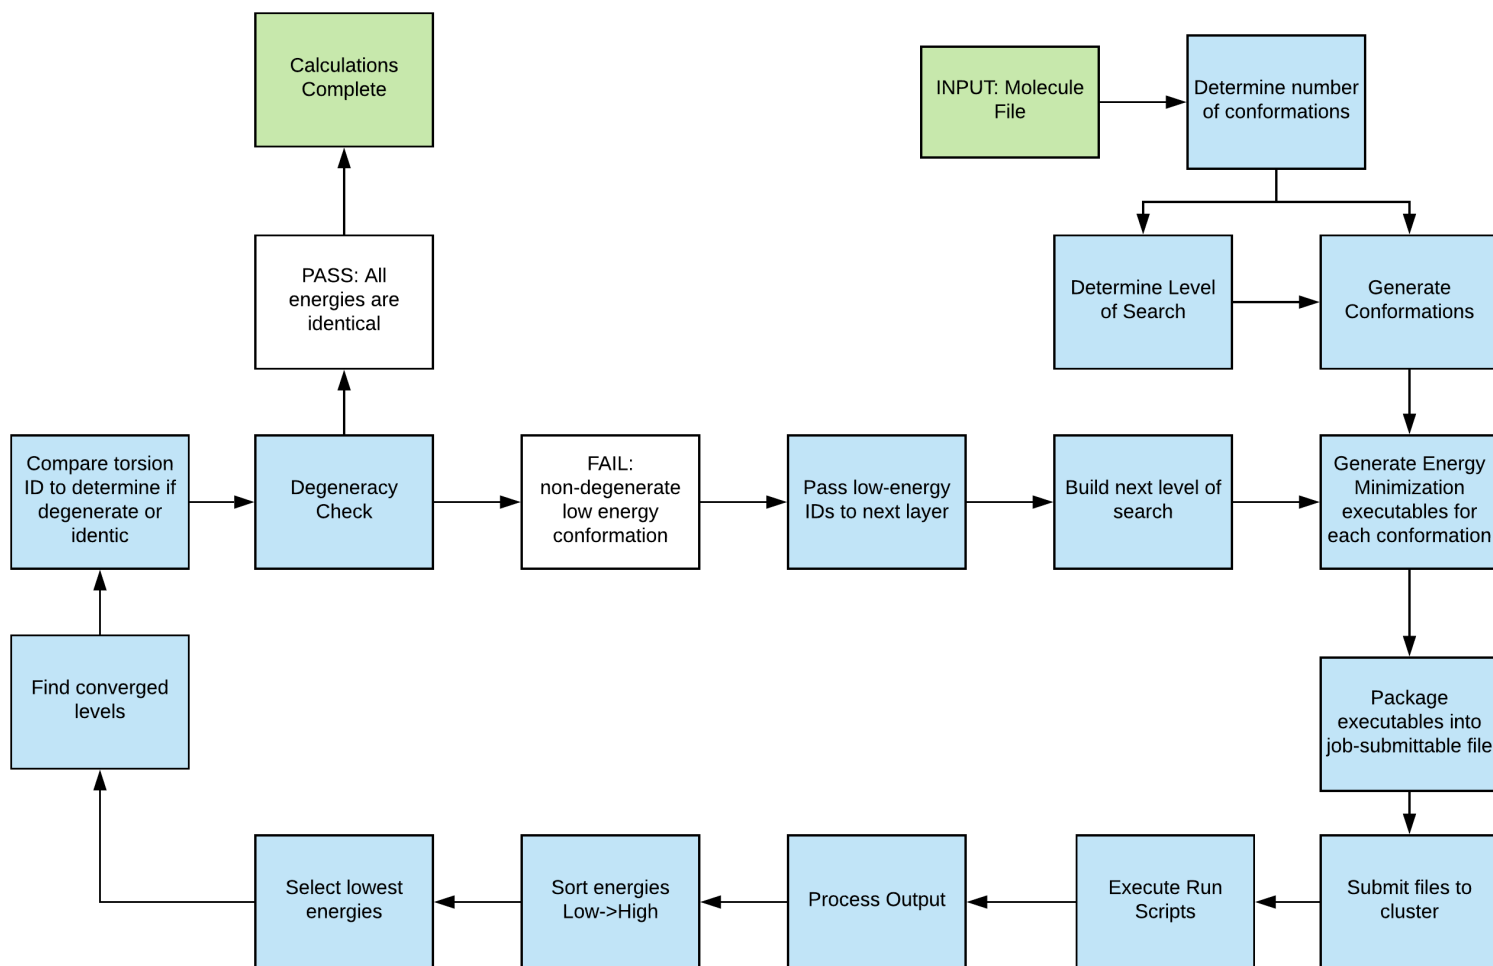 Calculations
Complete
INPUT: Molecule
File
Determine number
of conformations
PASS: All
energies are
identical
Determine Level
of Search
Generate
Conformations
Compare torsion
ID to determine if
degenerate or
identic
Degeneracy
Check
FAIL:
non-degenerate
low energy
conformation
Pass low-energy
IDs to next layer
Build next level of
search
Generate Energy
Minimization
executables for
each conformation
Find converged
levels
Package
executables into
job-submittable file
Select lowest
energies
Sort energies
Low->High
Process Output
Execute Run
Scripts
Submit files to
cluster